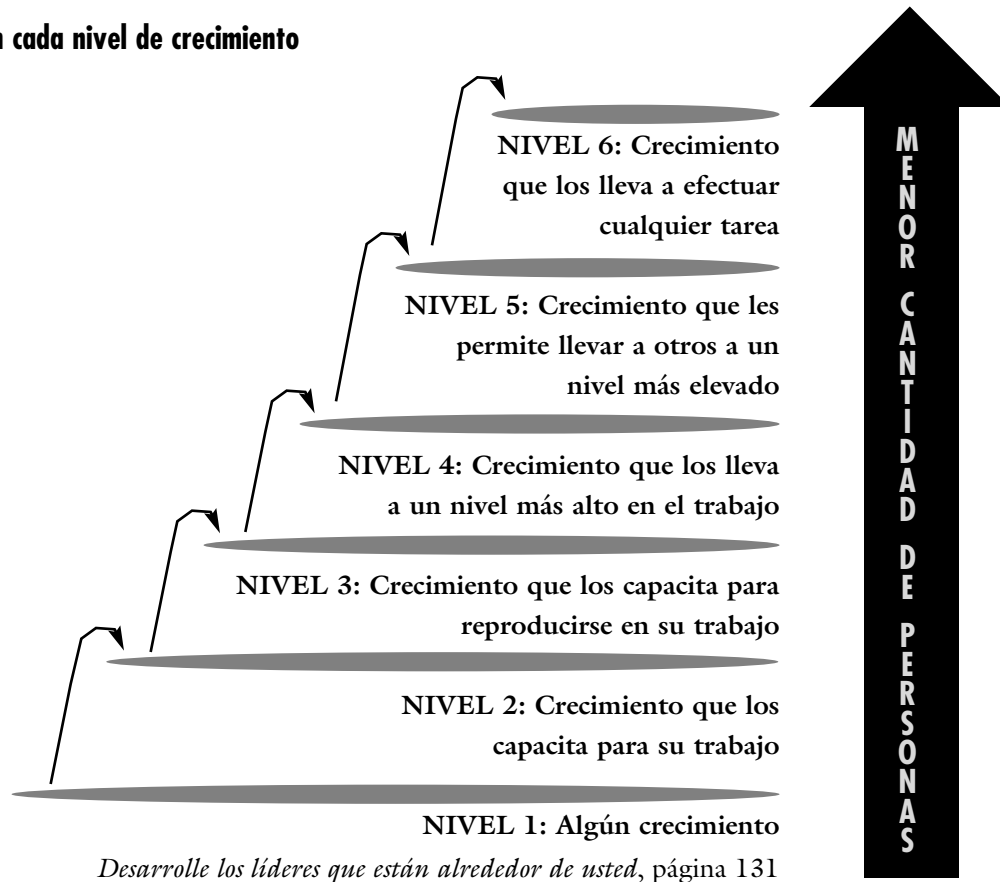 cada nivel de crecimiento
NIVEL 6: Crecimiento
que los lleva a efectuar
cualquier tarea
NIVEL 5: Crecimiento que les
permite llevar a otros a un
nivel más elevado
NIVEL 4: Crecimiento que los lleva
a un nivel más alto en el trabajo
NIVEL 3: Crecimiento que los capacita para
reproducirse en su trabajo
NIVEL 2: Crecimiento que los
capacita para su trabajo
NIVEL 1: Algún crecimiento
Desarrolle los líderes que están alrededor de usted, página 131
MENOR CANTIDAD DE PERSONAS